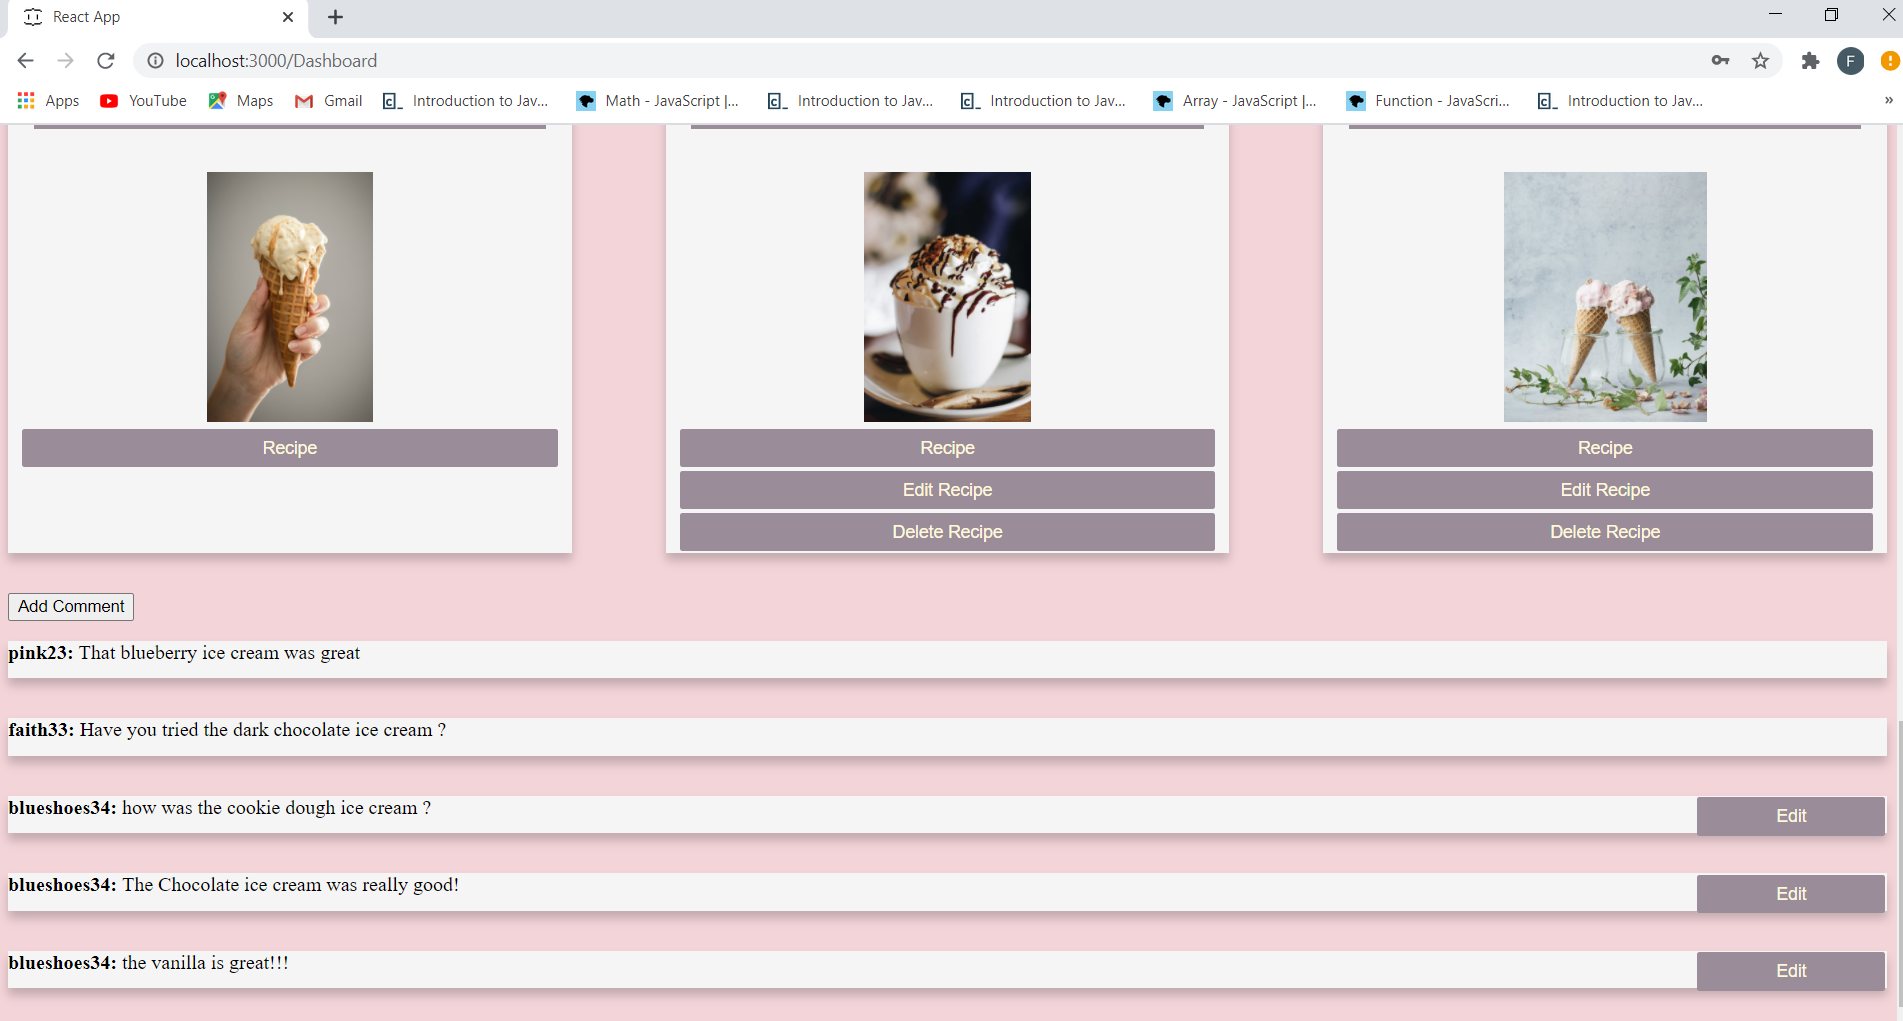 React App
localhost:3000/Dashboard
F
Apps YouTube Maps Gmail Introduction to Jav... Math - JavaScript |... Introduction to Jav... Introduction to Jav... Array - JavaScript |... Function - JavaScri... Introduction to Jav... »
Recipe Recipe Recipe
Edit Recipe Edit Recipe
Delete Recipe Delete Recipe
Add Comment
pink23: That blueberry ice cream was great
faith33: Have you tried the dark chocolate ice cream ?
blueshoes34: how was the cookie dough ice cream ? Edit
blueshoes34: The Chocolate ice cream was really good! Edit
blueshoes34: the vanilla is great!!! Edit